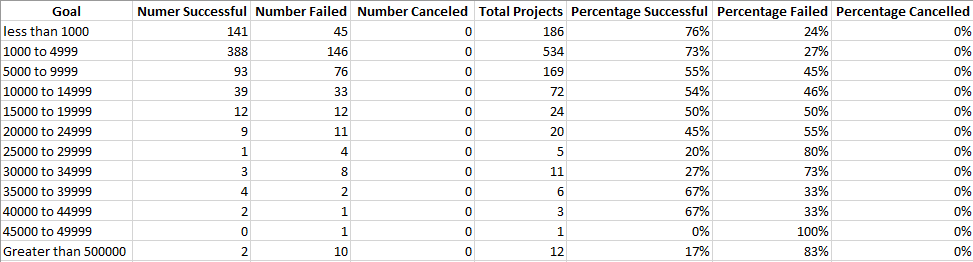 Goal Numer Successful Number Failed Number Canceled Total Projects Percentage Successful Percentage Failed Percentage Cancelled
less than 1000 141 45 0 186 76% 24% 0%
1000 to 4999 388 146 0 534 73% 27% 0%
5000 to 9999 93 76 0 169 55% 45% 0%
10000 to 14999 39 33 0 72 54% 46% 0%
15000 to 19999 12 12 0 24 50% 50% 0%
20000 to 24999 9 11 0 20 45% 55% 0%
25000 to 29999 1 4 0 5 20% 80% 0%
30000 to 34999 3 8 0 11 27% 73% 0%
35000 to 39999 4 2 0 6 67% 33% 0%
40000 to 44999 2 1 0 3 67% 33% 0%
45000 to 49999 0 1 0 1 0% 100% 0%
Greater than 500000 2 10 0 12 17% 83% 0%